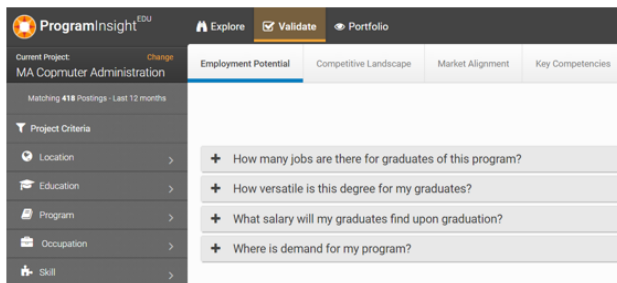 ProgramInsight EDU
Explore Validate Portfolio
Current Project: Change
MA Copmuter Administration
Matching 418 Postings - Last 12 months
Project Criteria
Location
Education
Program
Occupation
Skill
Employment Potential Competitive Landscape Market Alignment Key Competencies
How many jobs are there for graduates of this program?
How versatile is this degree for my graduates?
What salary will my graduates find upon graduation?
Where is demand for my program?